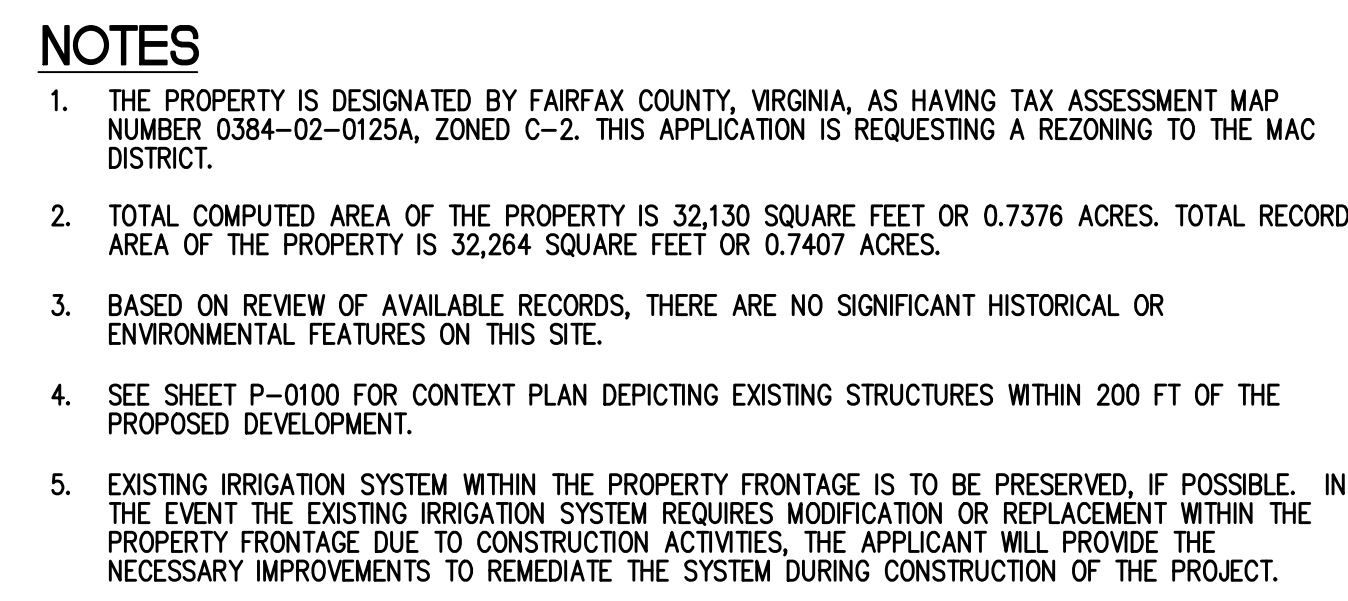 NOTES
1. THE PROPERTY IS DESIGNATED BY FAIRFAX COUNTY, VIRGINIA, AS HAVING TAX ASSESSMENT MAP
NUMBER 0384-02-0125A, ZONED C-2. THIS APPLICATION IS REQUESTING A REZONING TO THE MAC
DISTRICT.
2. TOTAL COMPUTED AREA OF THE PROPERTY IS 32,130 SQUARE FEET OR 0.7376 ACRES. TOTAL RECORD
AREA OF THE PROPERTY IS 32,264 SQUARE FEET OR 0.7407 ACRES.
3. BASED ON REVIEW OF AVAILABLE RECORDS, THERE ARE NO SIGNIFICANT HISTORICAL OR
ENVIRONMENTAL FEATURES ON THIS SITE.
4. SEE SHEET P-0100 FOR CONTEXT PLAN DEPICTING EXISTING STRUCTURES WITHIN 200 FT OF THE
PROPOSED DEVELOPMENT.
5. EXISTING IRRIGATION SYSTEM WITHIN THE PROPERTY FRONTAGE IS TO BE PRESERVED, IF POSSIBLE. IN
THE EVENT THE EXISTING IRRIGATION SYSTEM REQUIRES MODIFICATION OR REPLACEMENT WITHIN THE
PROPERTY FRONTAGE DUE TO CONSTRUCTION ACTIVITIES, THE APPLICANT WILL PROVIDE THE
NECESSARY IMPROVEMENTS TO REMEDIATE THE SYSTEM DURING CONSTRUCTION OF THE PROJECT.